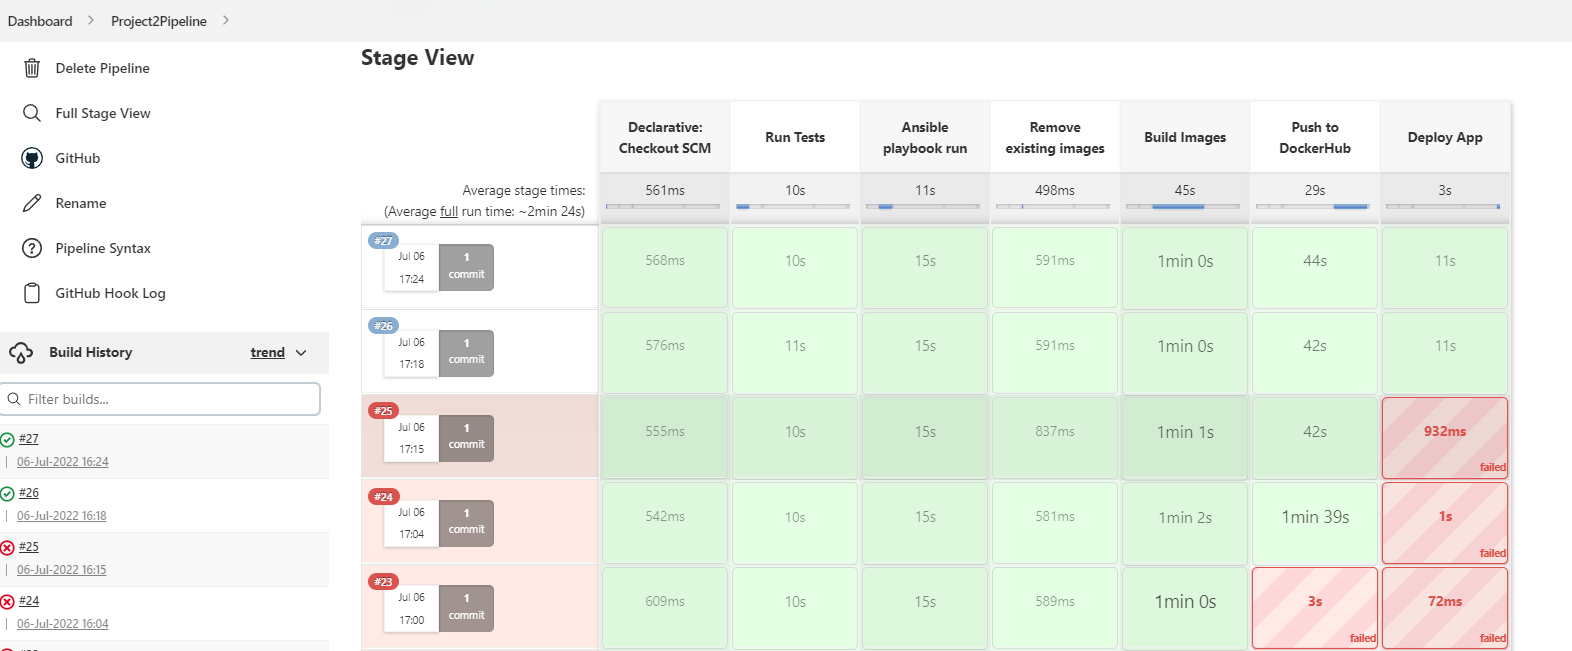 Dashboard
Project2Pipeline
Delete Pipeline
Full Stage View
GitHub
Rename
Pipeline Syntax
GitHub Hook Log
Build History
trend
Filter builds...
#27
06-Jul-2022 16:24
#26
06-Jul-2022 16:18
#25
06-Jul-2022 16:15
#24
06-Jul-2022 16:04
Stage View
Declarative:
Checkout SCM
Run Tests
Ansible
playbook run
Remove
existing images
Build Images
Push to
DockerHub
Deploy App
Average stage times:
(Average full run time: ~2min 24s)
561ms
10s
11s
498ms
45s
29s
3s
#27
Jul 06
17:24
1
commit
568ms
10s
15s
591ms
1min 0s
44s
11s
#26
Jul 06
17:18
1
commit
576ms
11s
15s
591ms
1min 0s
42s
11s
#25
Jul 06
17:15
1
commit
555ms
10s
15s
837ms
1min 1s
42s
932ms
failed
#24
Jul 06
17:04
1
commit
542ms
10s
15s
581ms
1min 2s
1min 39s
1s
failed
#23
Jul 06
17:00
1
commit
609ms
10s
15s
589ms
1min 0s
3s
failed
72ms
failed